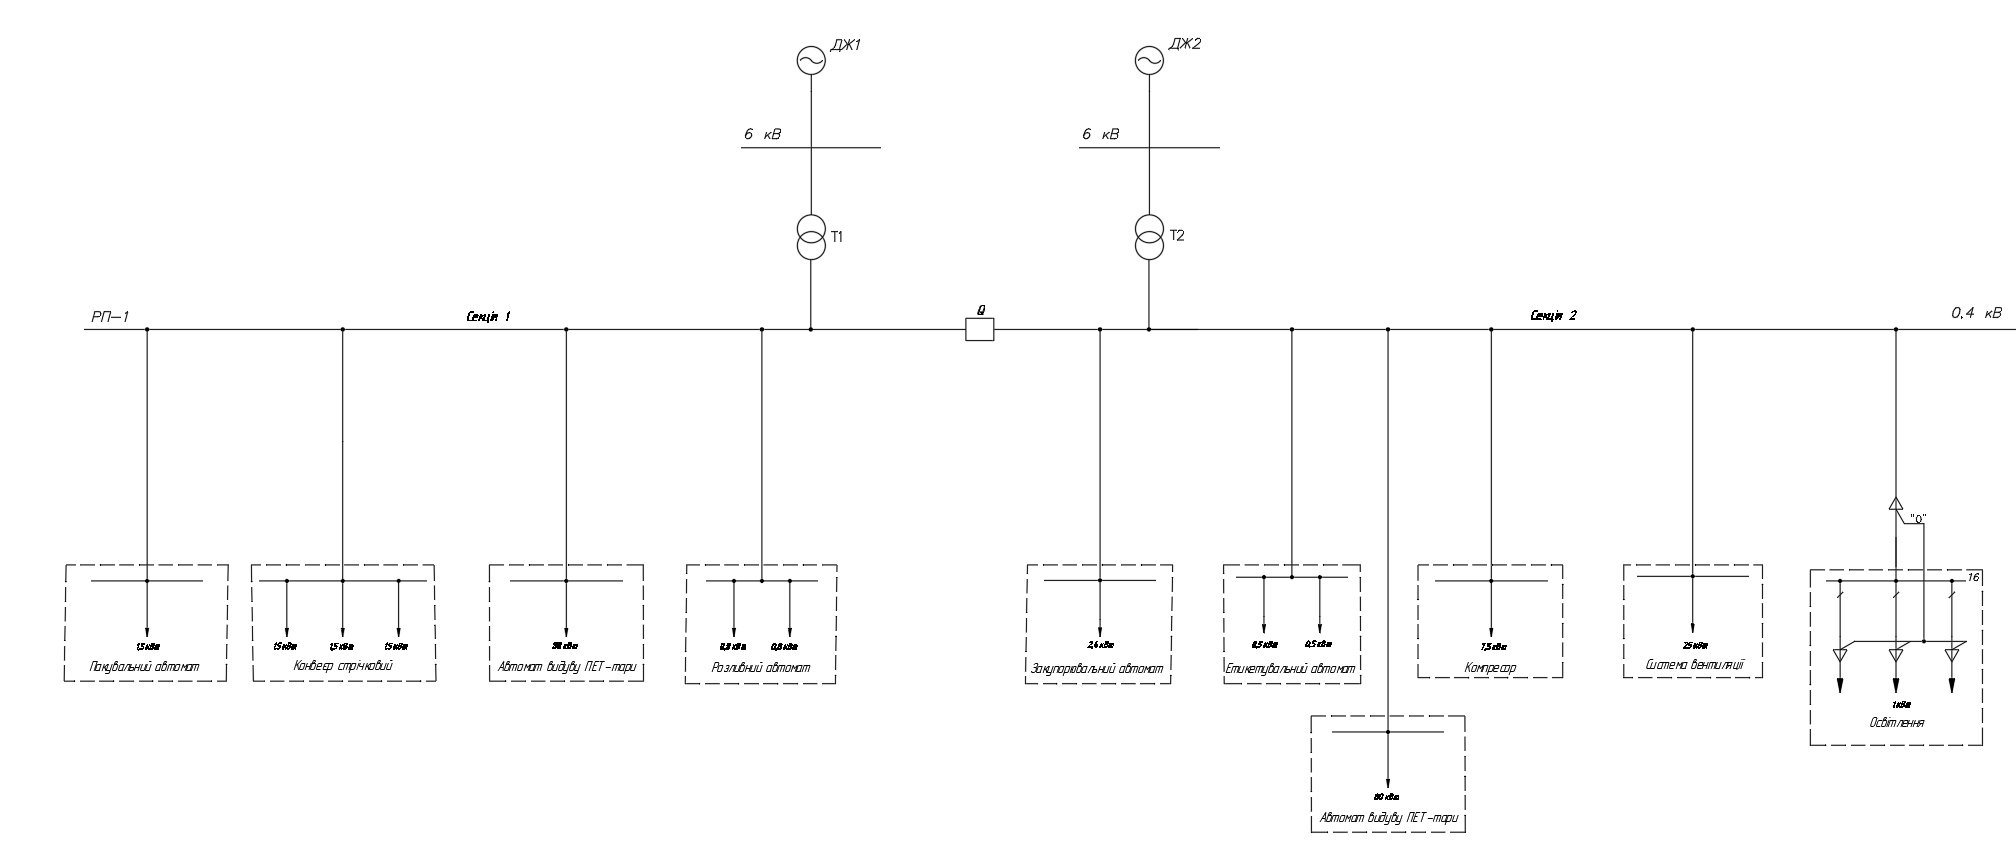 ДЖ1
ДЖ2
6 кВ
6 кВ
Т1
Т2
РП-1
Секція 1
Q
Секція 2
0,4 кВ
"0"
16
1,5 кВт
Пакувальний автомат
1,5 кВт
1,5 кВт
1,5 кВт
Конвеєр стрічковий
кВт
Автомат видуву ПЕТ-тари
0,8 кВт
0,8 кВт
Розливний автомат
2,4 кВт
Закупорювальний автомат
0,5 кВт
0,5 кВт
Етикетувальний автомат
7,5 кВт
Компресор
кВт
Система вентиляції
1 кВт
Освітлення
80 кВт
Автомат видуву ПЕТ-тари